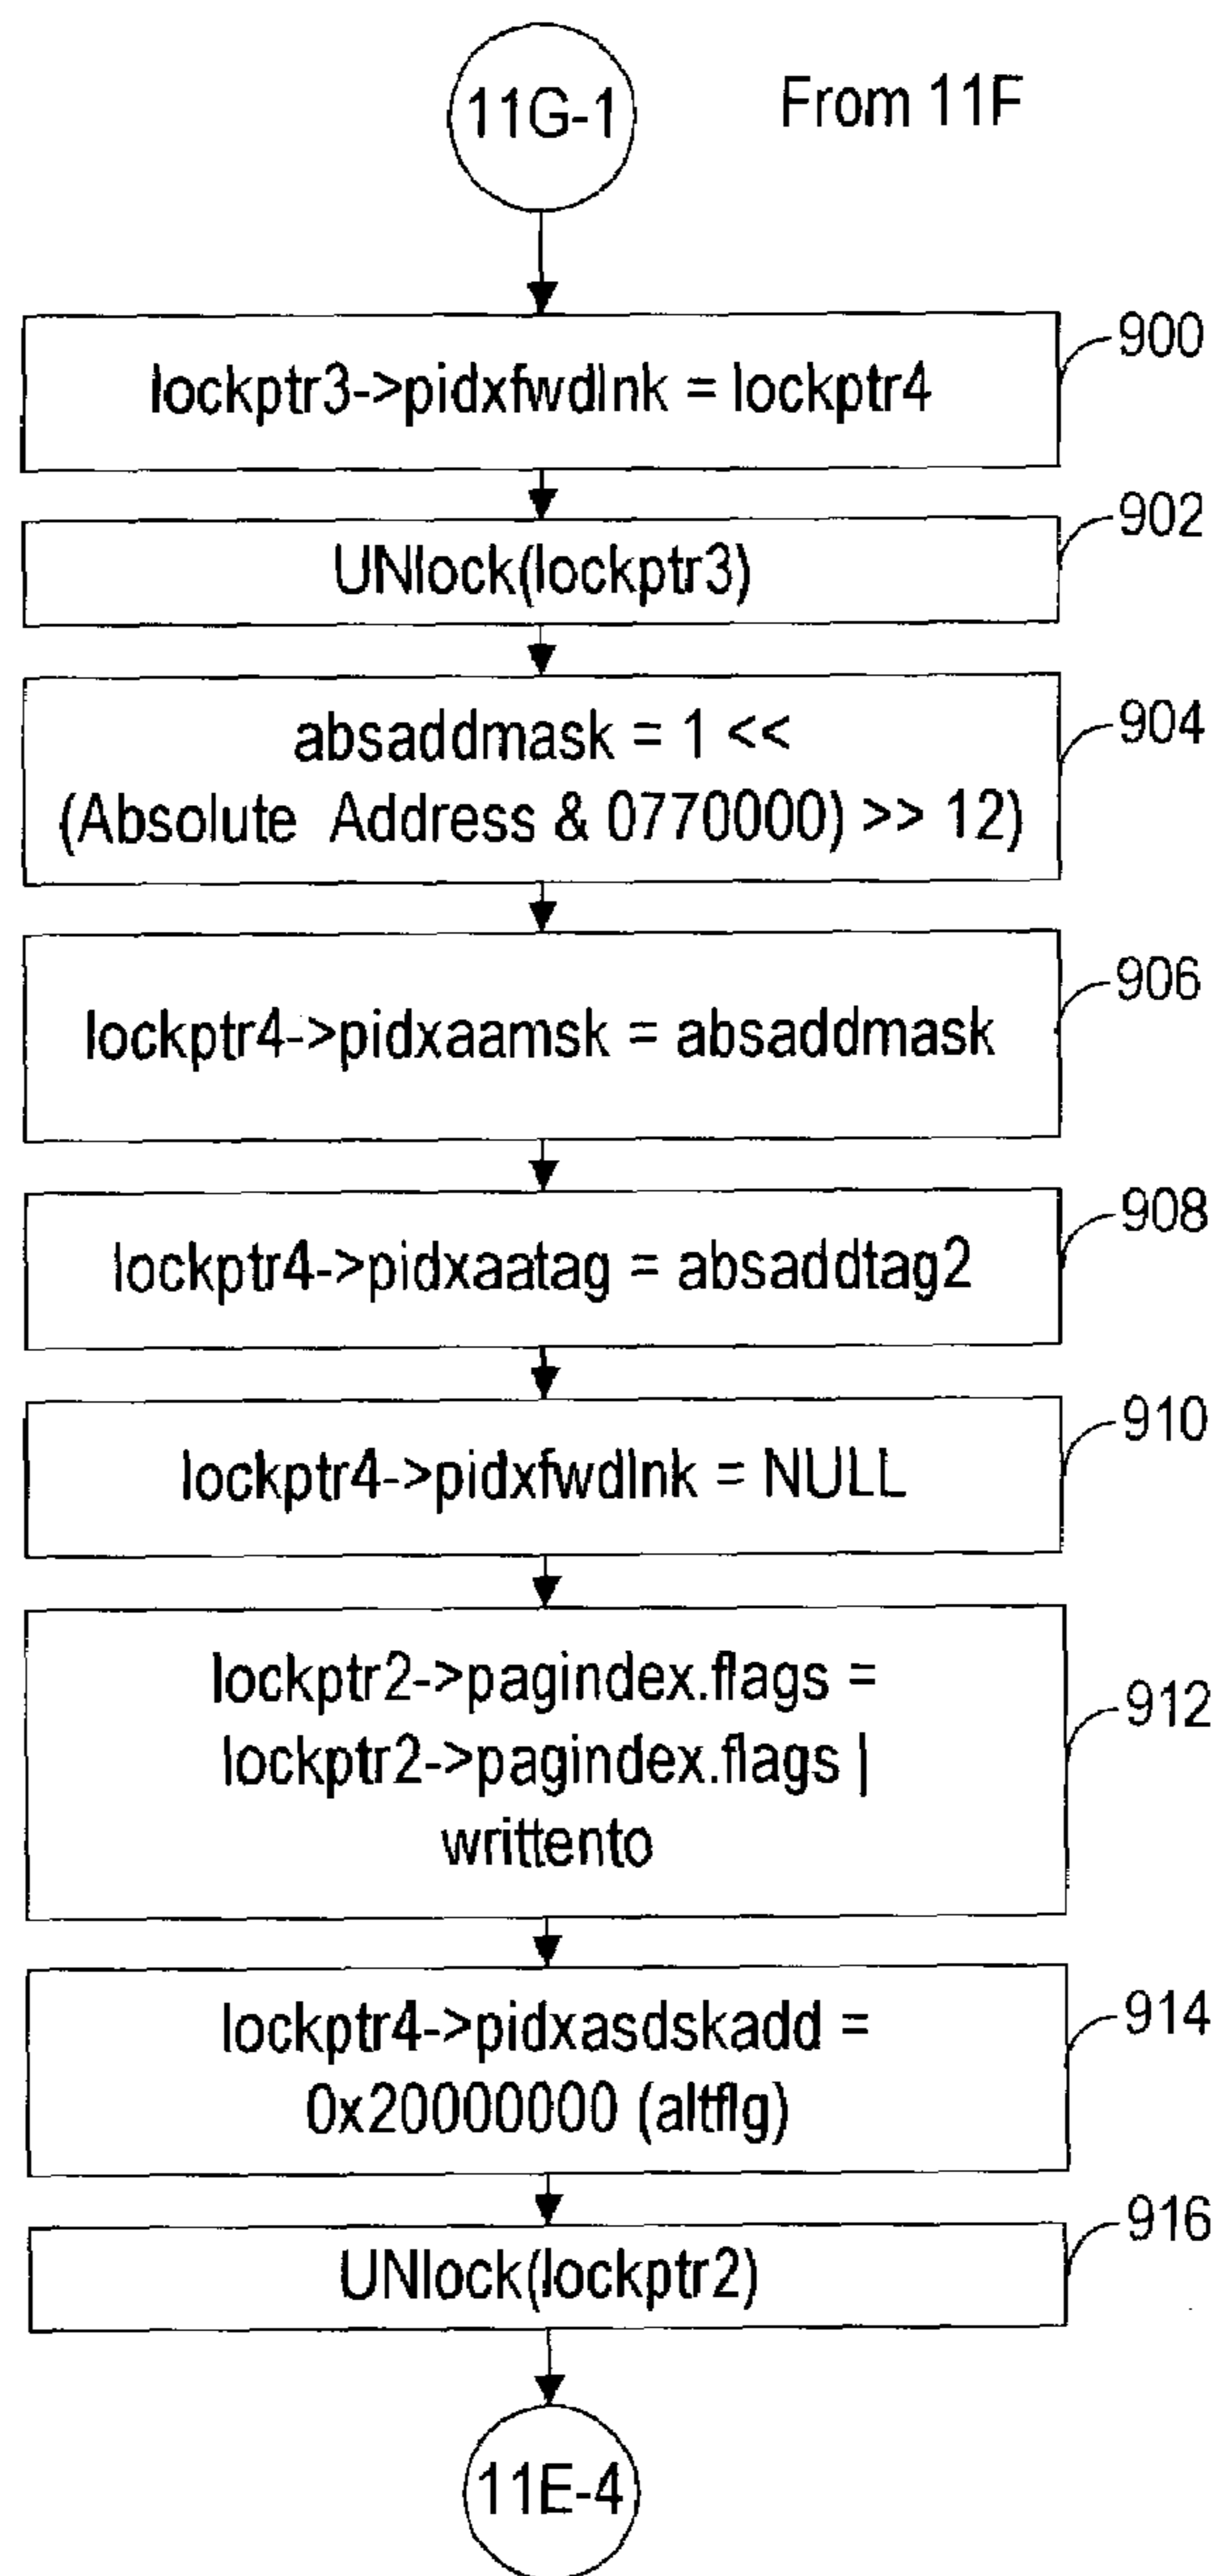 11G-1
From 11F
lockptr3->pidxfwdlnk = lockptr4
900
UNlock(lockptr3)
902
absaddmask = 1 <<
(Absolute Address & 0770000) >> 12)
904
lockptr4->pidxaamsk = absaddmask
906
lockptr4->pidxaatag = absaddtag2
908
lockptr4->pidxfwdlnk = NULL
910
lockptr2->pagindex.flags =
lockptr2->pagindex.flags |
writtento
912
lockptr4->pidxasdskadd =
0x20000000 (altflg)
914
UNlock(lockptr2)
916
11E-4